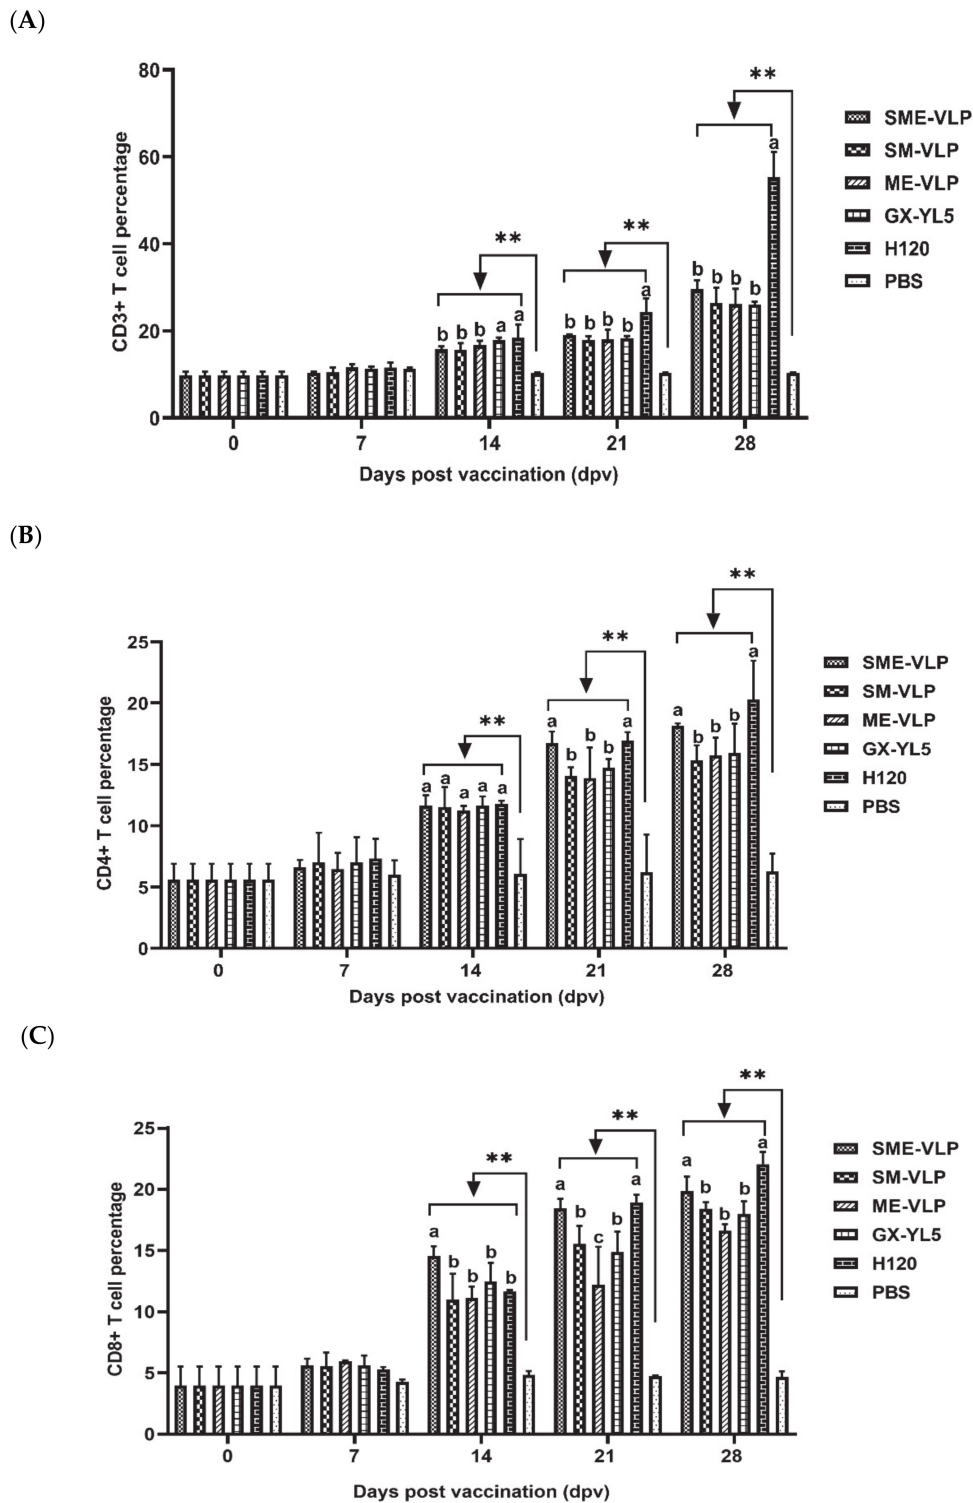 (A)
80
60
40
20
0
CD3+ T cell percentage
**
**
**
b b b a a
b b b b a
b b b b a
0 7 14 21 28
Days post vaccination (dpv)
SME-VLP
SM-VLP
ME-VLP
GX-YL5
H120
PBS
(B)
25
20
15
10
5
0
CD4+ T cell percentage
**
**
**
a a a a a
a b b b a
a b b b a
0 7 14 21 28
Days post vaccination (dpv)
SME-VLP
SM-VLP
ME-VLP
GX-YL5
H120
PBS
(C)
25
20
15
10
5
0
CD8+ T cell percentage
**
**
**
a b b b b
a b c b a
a b b b a
0 7 14 21 28
Days post vaccination (dpv)
SME-VLP
SM-VLP
ME-VLP
GX-YL5
H120
PBS